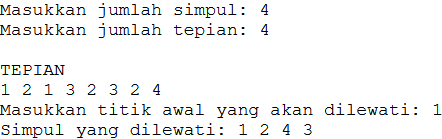 Masukkan jumlah simpul: 4
Masukkan jumlah tepian: 4
TEPIAN
1 2 1 3 2 3 2 4
Masukkan titik awal yang akan dilewati: 1
Simpul yang dilewati: 1 2 4 3